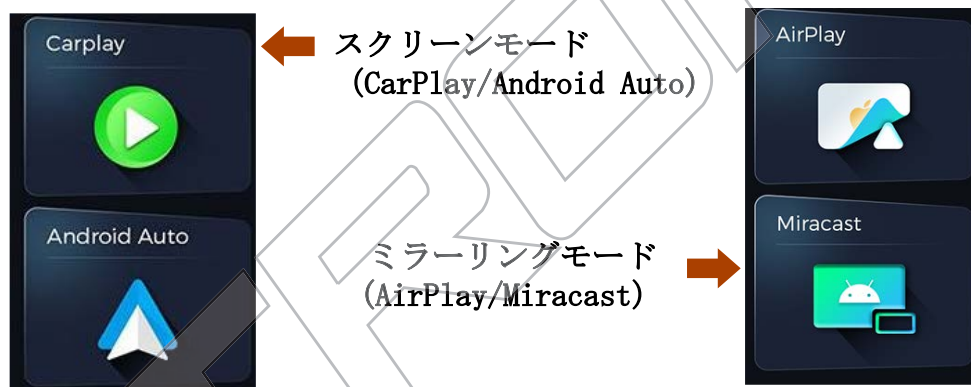 Carplay
Android Auto
スクリーンモード
(CarPlay/Android Auto)
ミラーリングモード
(AirPlay/Miracast)
AirPlay
Miracast